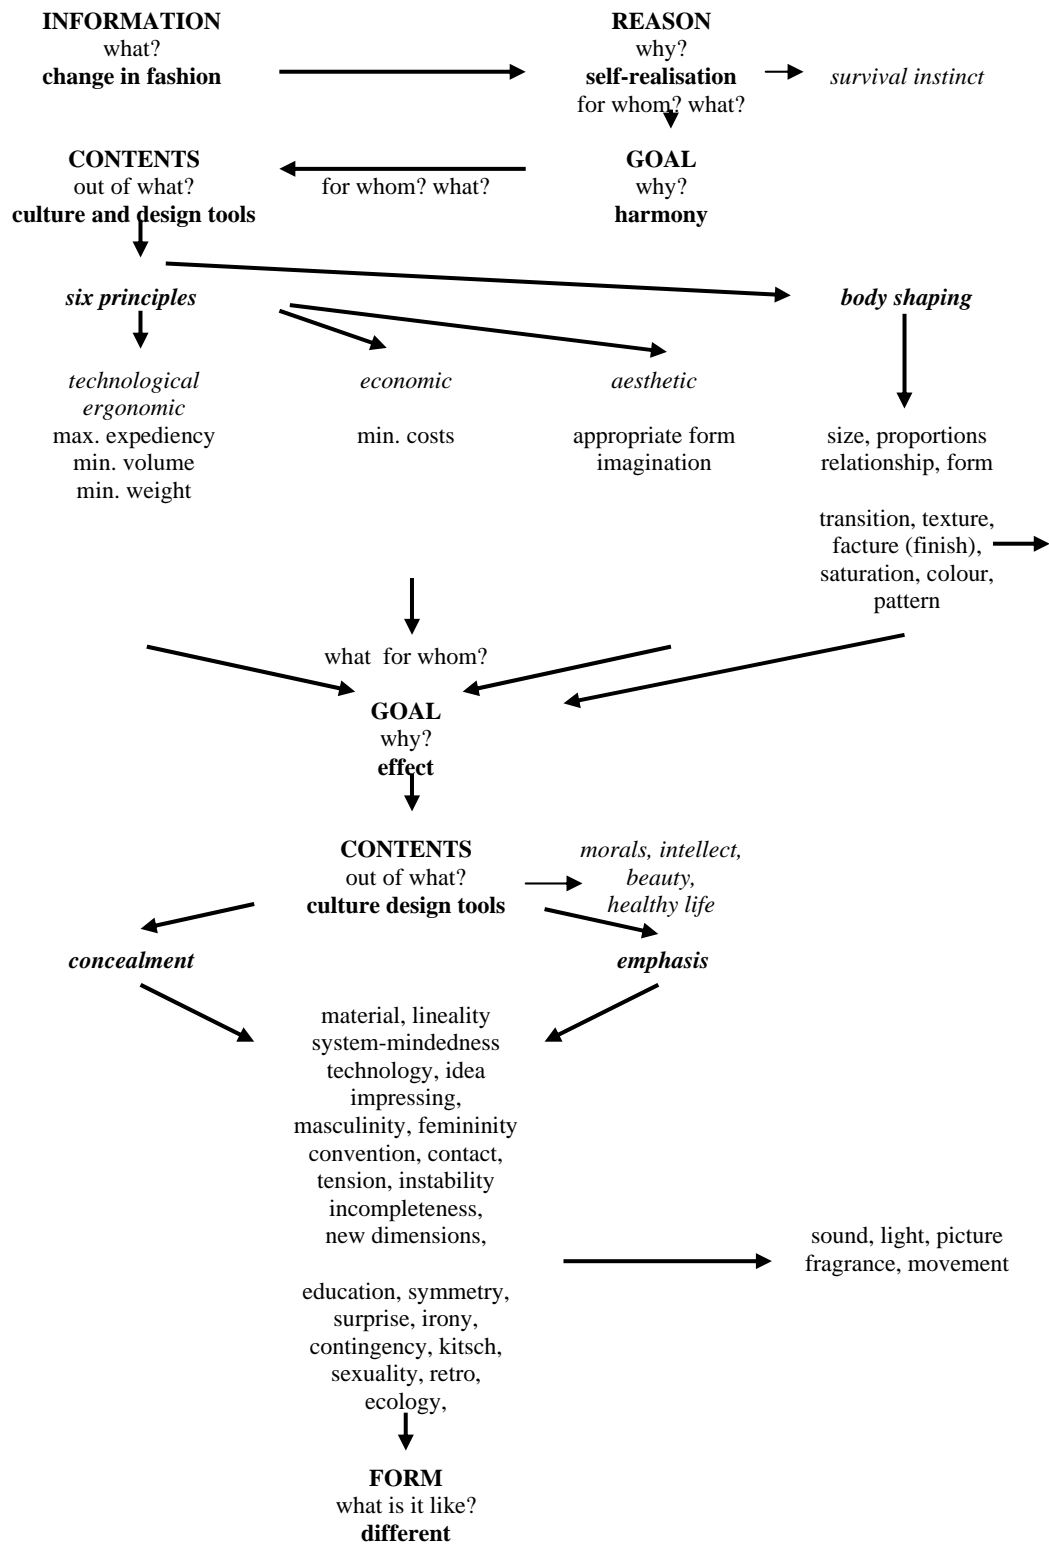 INFORMATION
what?
change in fashion
REASON
why?
self-realisation
for whom? what?
survival instinct
CONTENTS
out of what?
culture and design tools
for whom? what?
GOAL
why?
harmony
six principles
body shaping
technological
ergonomic
max. expediency
min. volume
min. weight
economic
min. costs
aesthetic
appropriate form
imagination
size, proportions
relationship, form
transition, texture,
facture (finish),
saturation, colour,
pattern
what for whom?
GOAL
why?
effect
CONTENTS
out of what?
culture design tools
morals, intellect,
beauty,
healthy life
concealment
emphasis
material, lineality
system-mindedness
technology, idea
impressing,
masculinity, femininity
convention, contact,
tension, instability
incompleteness,
new dimensions,
education, symmetry,
surprise, irony,
contingency, kitsch,
sexuality, retro,
ecology,
sound, light, picture
fragrance, movement
FORM
what is it like?
different